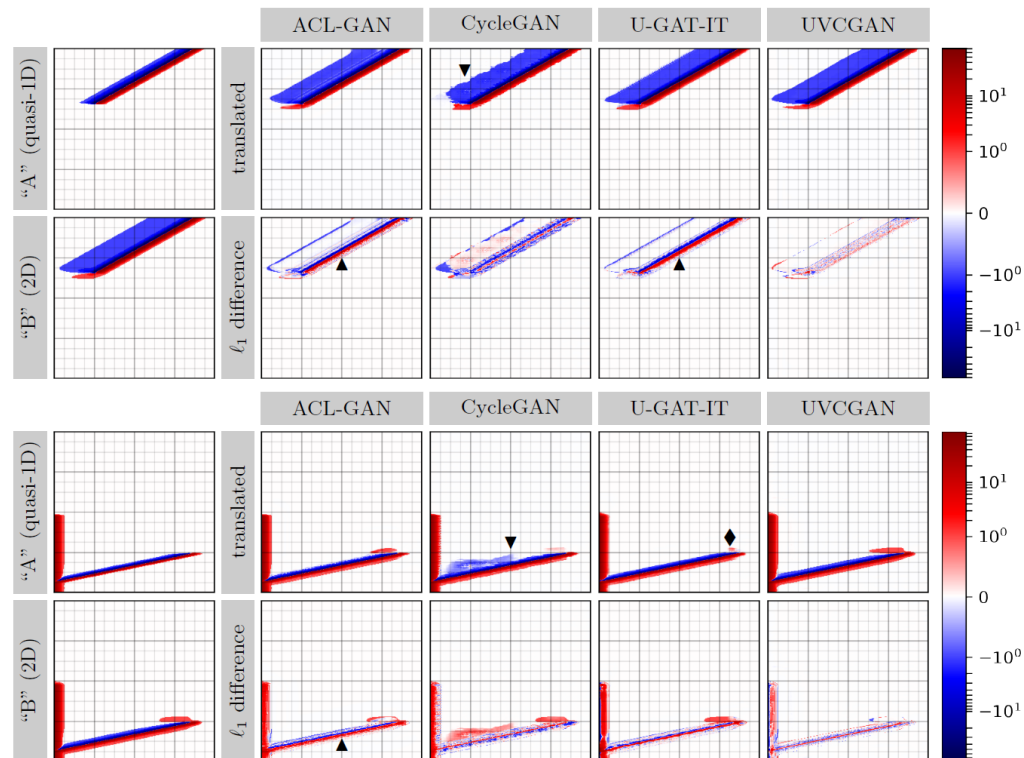 ACL-GAN CycleGAN U-GAT-IT UVCGAN
“A” (quasi-1D)
translated
10¹
10⁰
0
−10⁰
−10¹
“B” (2D)
ℓ₁ difference
ACL-GAN CycleGAN U-GAT-IT UVCGAN
“A” (quasi-1D)
translated
10¹
10⁰
0
−10⁰
−10¹
“B” (2D)
ℓ₁ difference